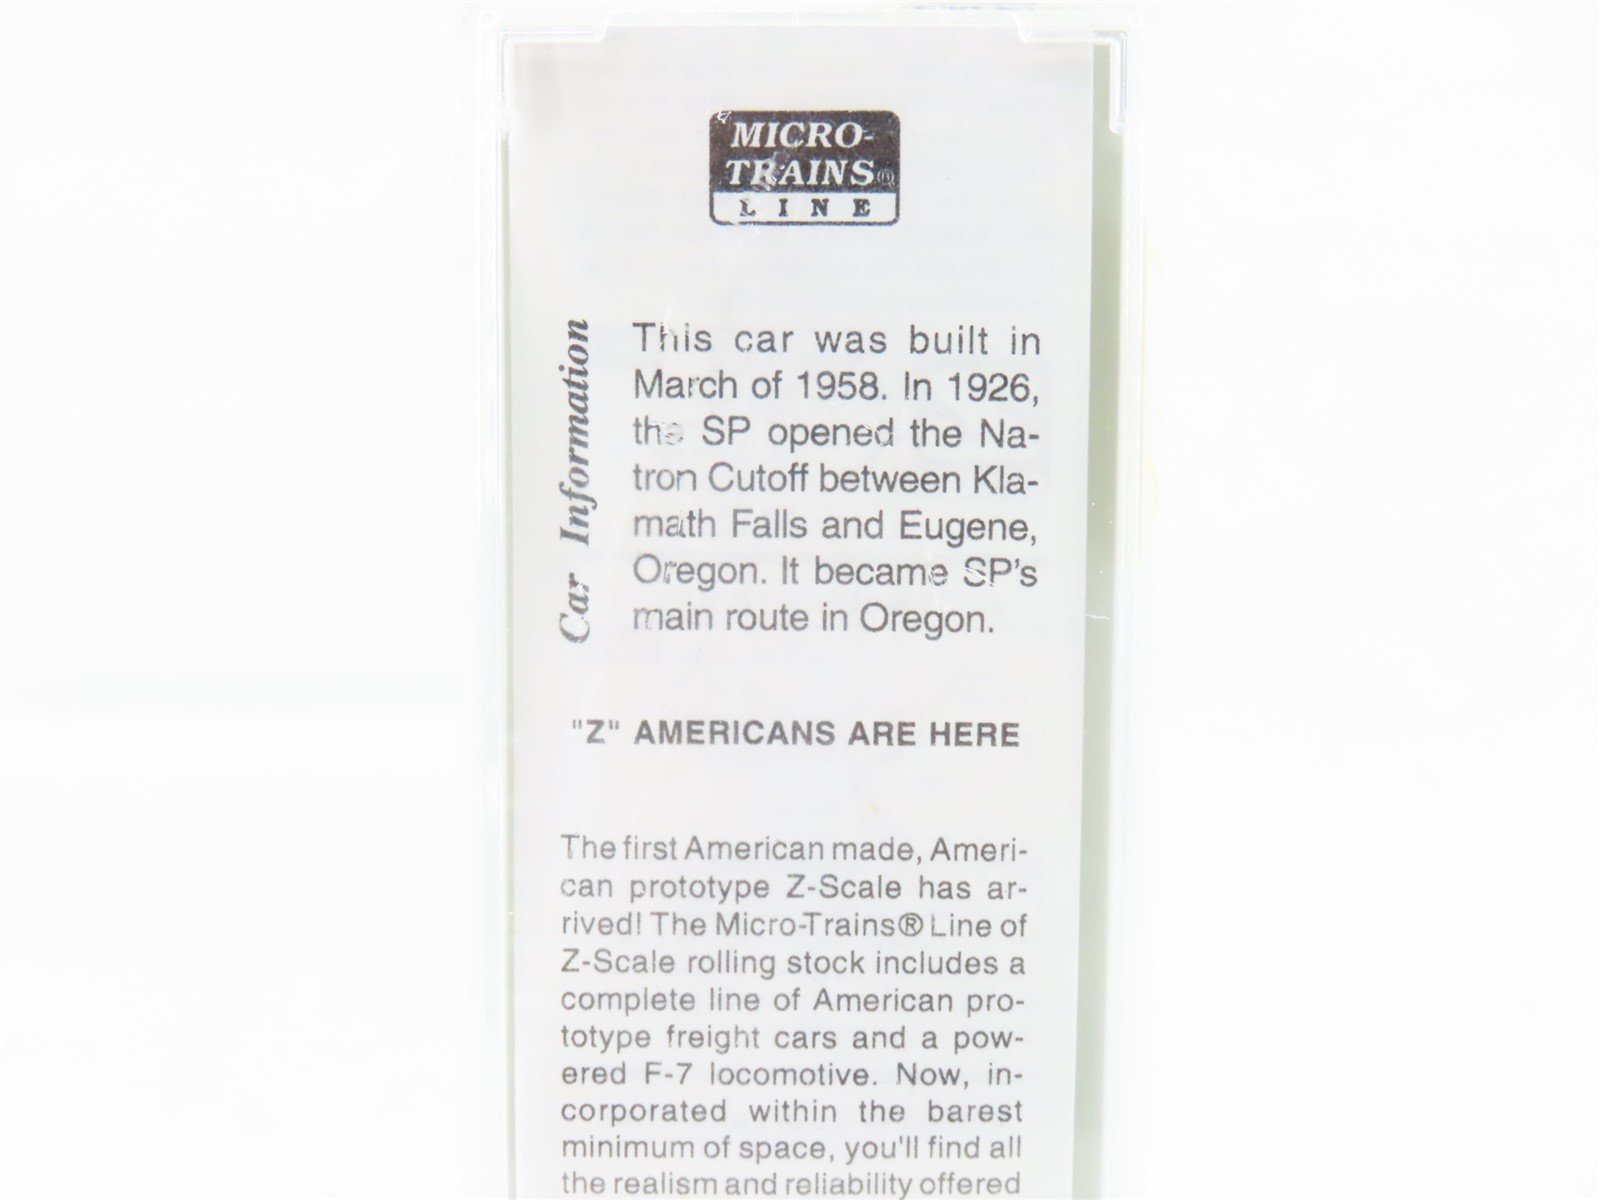 MICRO-
TRAINS®
LINE
Car Information
This car was built in
March of 1958. In 1926,
the SP opened the Na-
tron Cutoff between Kla-
math Falls and Eugene,
Oregon. It became SP's
main route in Oregon.
"Z" AMERICANS ARE HERE
The first American made, Ameri-
can prototype Z-Scale has ar-
rived! The Micro-Trains® Line of
Z-Scale rolling stock includes a
complete line of American pro-
totype freight cars and a pow-
ered F-7 locomotive. Now, in-
corporated within the barest
minimum of space, you'll find all
the realism and reliability offered